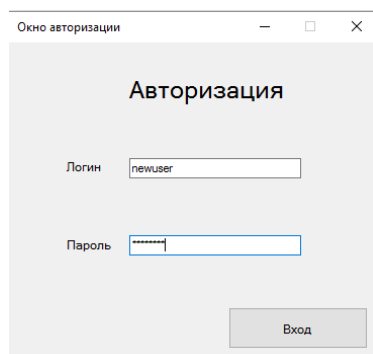 Окно авторизации
Авторизация
Логин newuser
Пароль ********
Вход